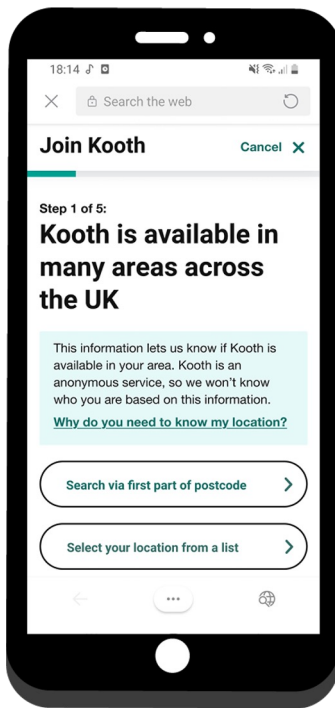 18:14
Search the web
Join Kooth
Cancel X
Step 1 of 5:
Kooth is available in
many areas across
the UK
This information lets us know if Kooth is
available in your area. Kooth is an
anonymous service, so we won't know
who you are based on this information.
Why do you need to know my location?
Search via first part of postcode
Select your location from a list